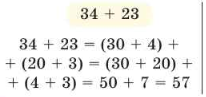 34 + 23
34 + 23 = (30 + 4) +
+ (20 + 3) = (30 + 20) +
+ (4 + 3) = 50 + 7 = 57